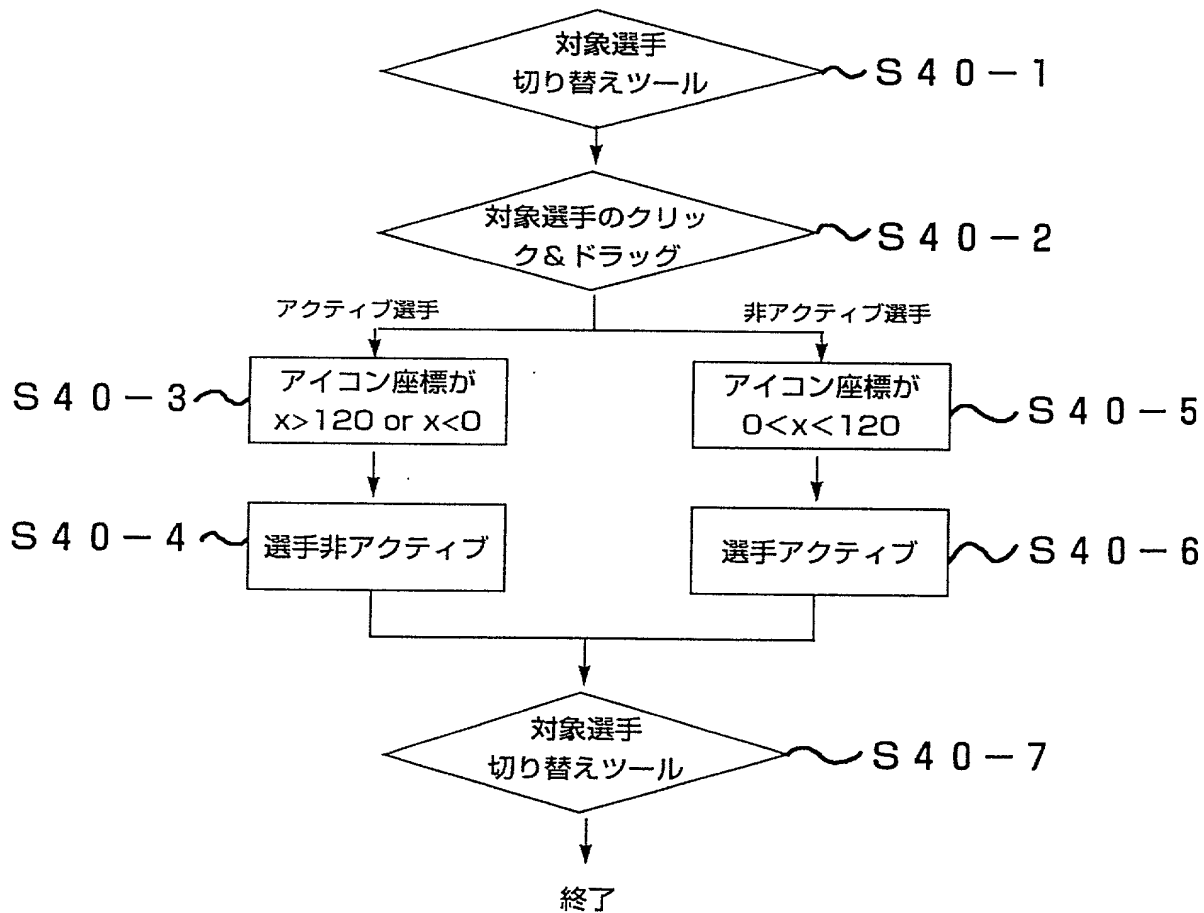 対象選手
切り替えツール
S40-1
対象選手のクリッ
ク&ドラッグ
S40-2
アクティブ選手
非アクティブ選手
S40-3
アイコン座標が
x>120 or x<0
アイコン座標が
0<x<120
S40-5
S40-4
選手非アクティブ
選手アクティブ
S40-6
対象選手
切り替えツール
S40-7
終了